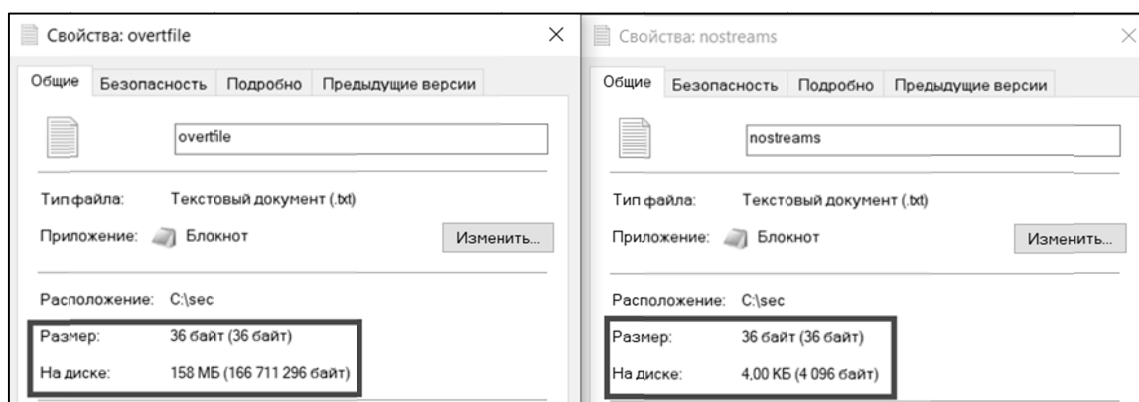 Свойства: overtfile
Общие Безопасность Подробно Предыдущие версии
overtfile
Тип файла: Текстовый документ (.txt)
Приложение: Блокнот Изменить...
Расположение: C:\sec
Размер: 36 байт (36 байт)
На диске: 158 МБ (166 711 296 байт)
Свойства: nostreams
Общие Безопасность Подробно Предыдущие версии
nostreams
Тип файла: Текстовый документ (.txt)
Приложение: Блокнот Изменить...
Расположение: C:\sec
Размер: 36 байт (36 байт)
На диске: 4,00 КБ (4 096 байт)